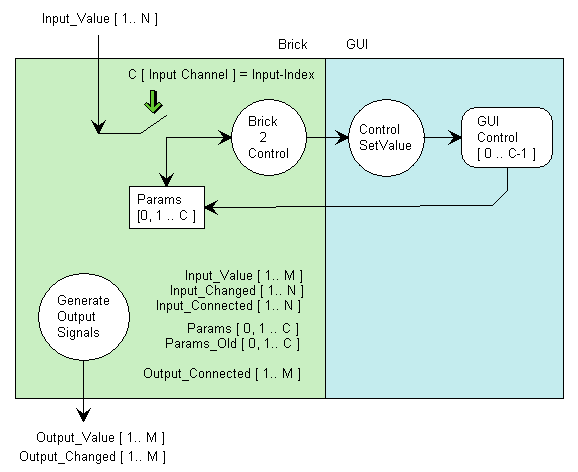 Input_Value [ 1.. N ]
Brick
GUI
C [ Input Channel ] = Input-Index
Brick
2
Control
Control
SetValue
GUI
Control
[ 0 .. C-1 ]
Params
[0, 1 .. C ]
Input_Value [ 1.. M ]
Input_Changed [ 1.. N ]
Input_Connected [ 1.. N ]
Params [ 0, 1 .. C ]
Params_Old [ 0, 1.. C ]
Output_Connected [ 1.. M ]
Generate
Output
Signals
Output_Value [ 1.. M ]
Output_Changed [ 1.. M ]